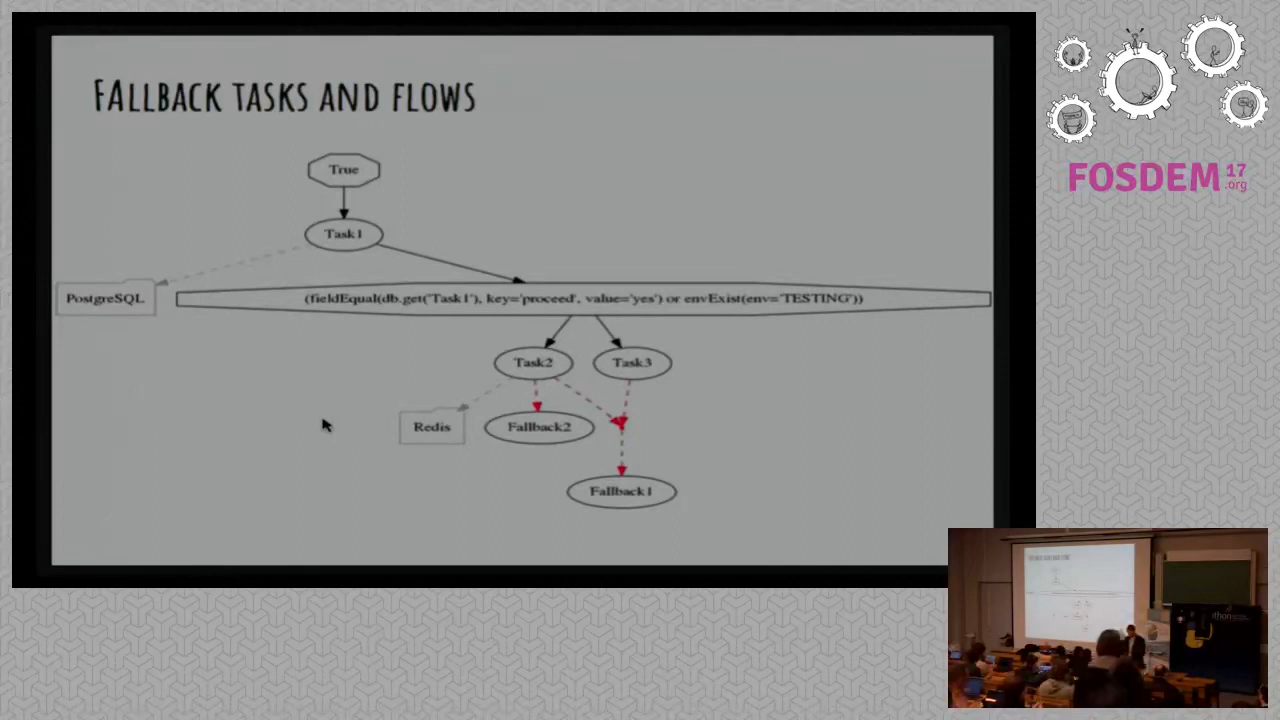 FALLBACK TASKS AND FLOWS
True
Task1
PostgreSQL
(fieldEqual(db.get('Task1'), key='proceed', value='yes') or envExist(env='TESTING'))
Task2
Task3
Redis
Fallback2
Fallback1
FOSDEM 17
.org